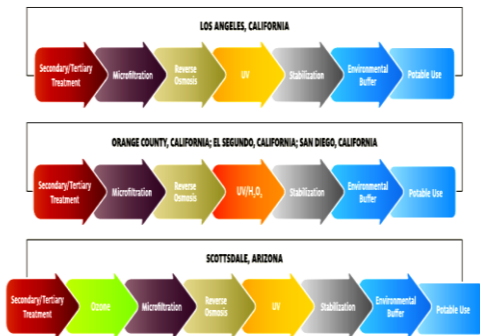 LOS ANGELES, CALIFORNIA
Secondary/Tertiary
Treatment
Microfiltration
Reverse
Osmosis
UV
Stabilization
Environmental
Buffer
Potable Use
ORANGE COUNTY, CALIFORNIA; EL SEGUNDO, CALIFORNIA; SAN DIEGO, CALIFORNIA
Secondary/Tertiary
Treatment
Microfiltration
Reverse
Osmosis
UV/H₂O₂
Stabilization
Environmental
Buffer
Potable Use
SCOTTSDALE, ARIZONA
Secondary/Tertiary
Treatment
Ozone
Microfiltration
Reverse
Osmosis
UV
Stabilization
Environmental
Buffer
Potable Use